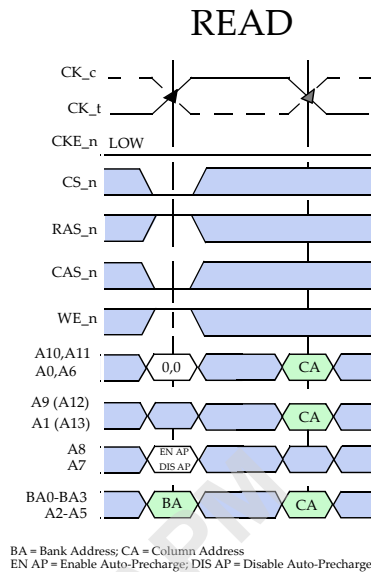 READ
CK_c
CK_t
CKE_n LOW
CS_n
RAS_n
CAS_n
WE_n
A10,A11
A0,A6
0,0 CA
A9 (A12)
A1 (A13)
CA
A8
A7
EN AP
DIS AP
BA0-BA3
A2-A5
BA CA
BA = Bank Address; CA = Column Address
EN AP = Enable Auto-Precharge; DIS AP = Disable Auto-Precharge